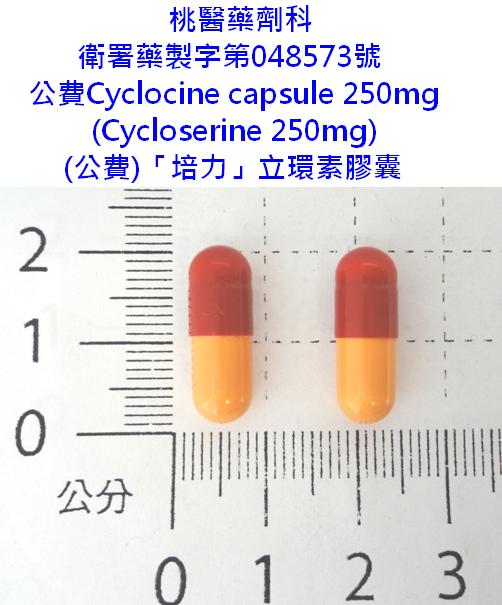 桃醫藥劑科
衛署藥製字第048573號
公費Cyclocine capsule 250mg
(Cycloserine 250mg)
(公費)「培力」立環素膠囊
2
1
0
公分
0 1 2 3